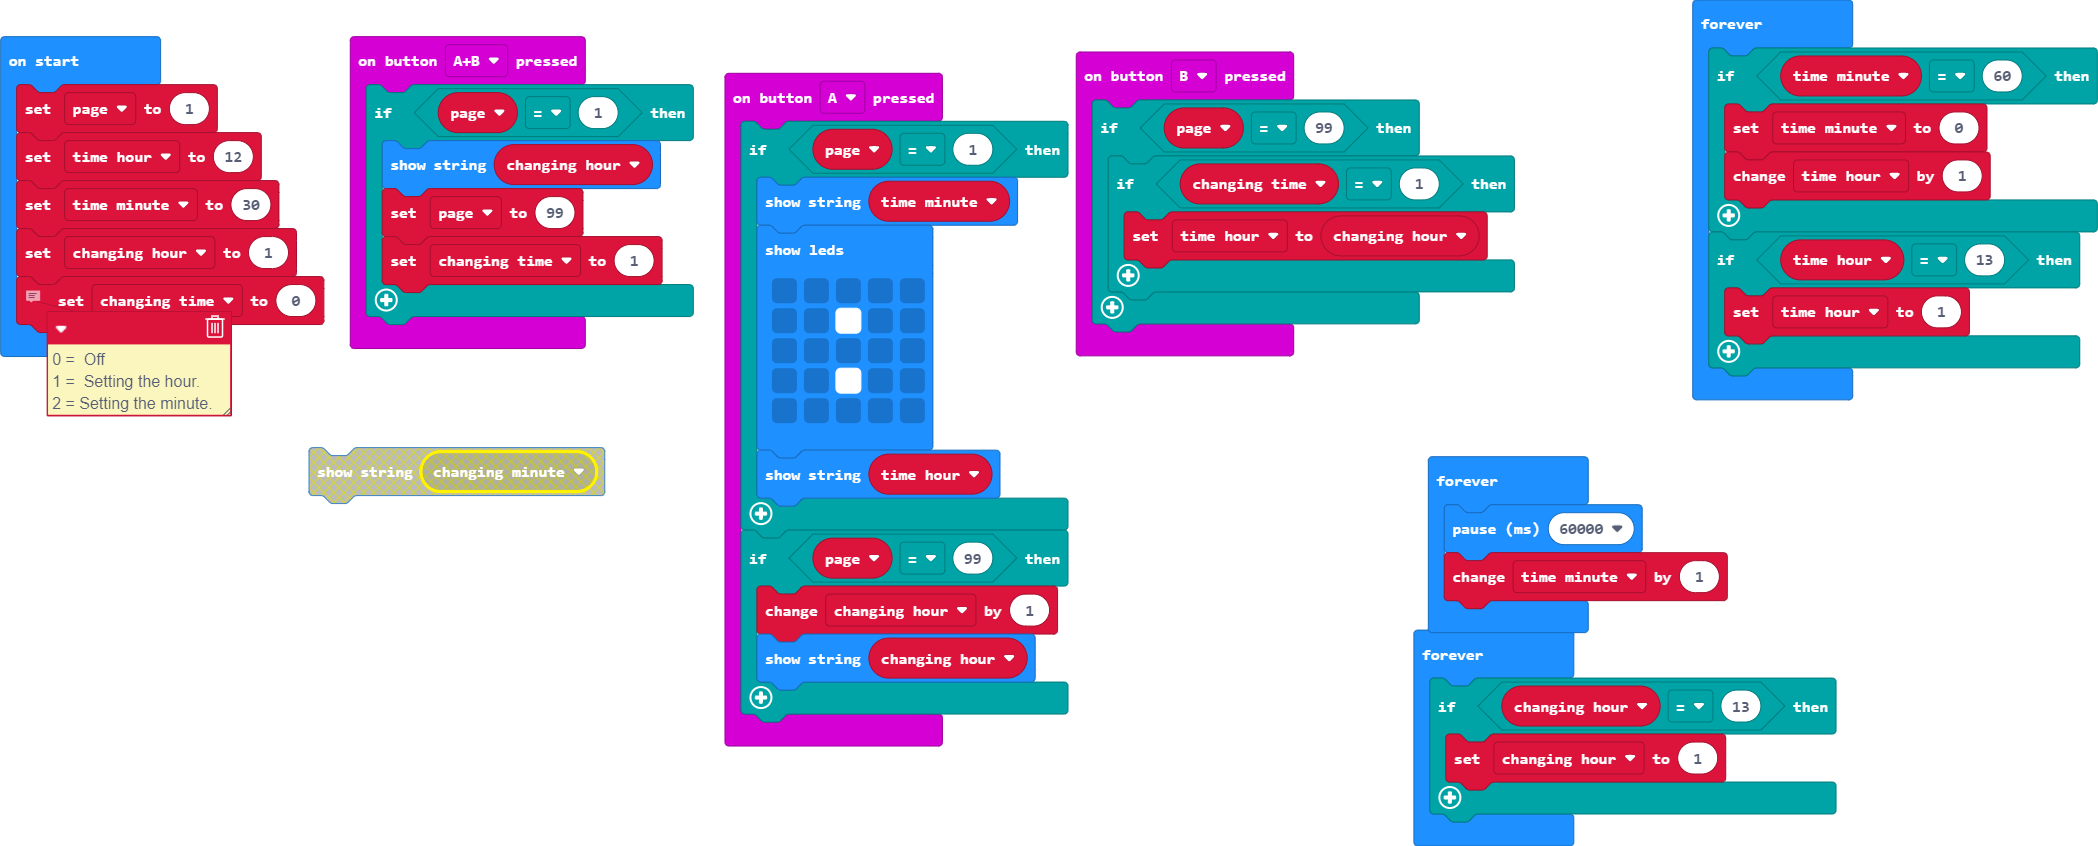 on start
set page to 1
set time hour to 12
set time minute to 30
set changing hour to 1
set changing time to 0
0 = Off
1 = Setting the hour.
2 = Setting the minute.
show string changing minute
on button A+B pressed
if page = 1 then
show string changing hour
set page to 99
set changing time to 1
on button A pressed
if page = 1 then
show string time minute
show leds
show string time hour
if page = 99 then
change changing hour by 1
show string changing hour
on button B pressed
if page = 99 then
if changing time = 1 then
set time hour to changing hour
forever
if time minute = 60 then
set time minute to 0
change time hour by 1
if time hour = 13 then
set time hour to 1
forever
pause (ms) 60000
change time minute by 1
forever
if changing hour = 13 then
set changing hour to 1